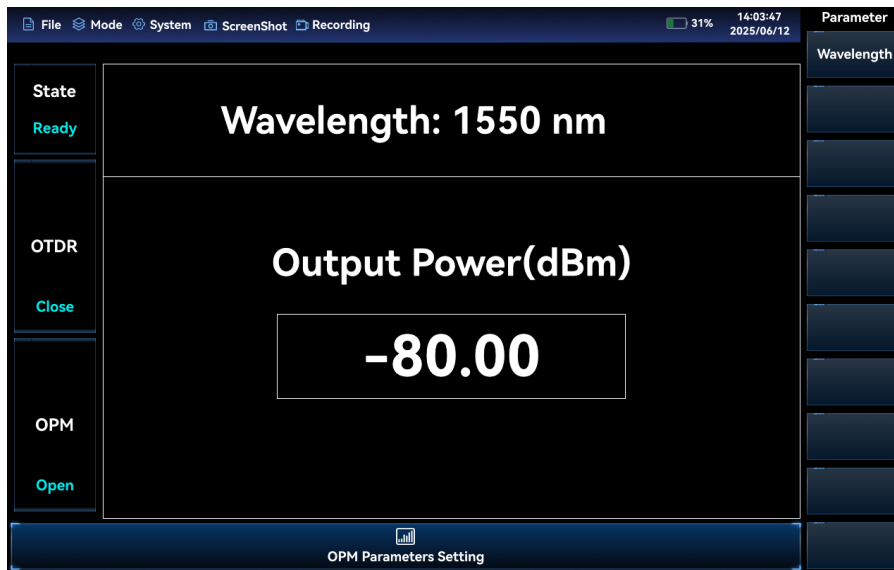 File Mode System ScreenShot Recording 31% 14:03:47 2025/06/12 Parameter
Wavelength
State
Ready
Wavelength: 1550 nm
OTDR
Close
Output Power(dBm)
-80.00
OPM
Open
OPM Parameters Setting